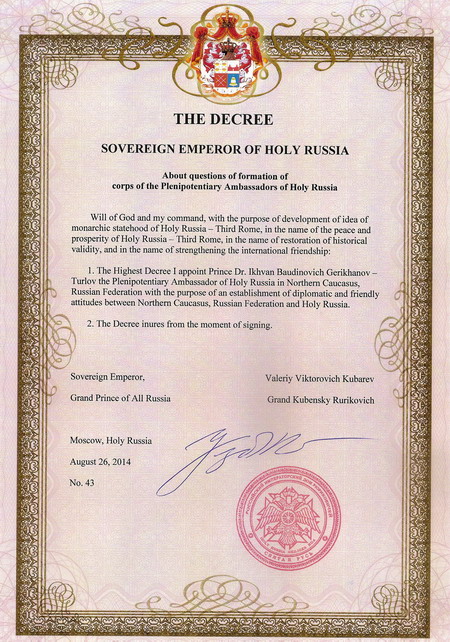 THE DECREE
SOVEREIGN EMPEROR OF HOLY RUSSIA
About questions of formation of
corps of the Plenipotentiary Ambassadors of Holy Russia
Will of God and my command, with the purpose of development of idea of
monarchic statehood of Holy Russia – Third Rome, in the name of the peace and
prosperity of Holy Russia – Third Rome, in the name of restoration of historical
validity, and in the name of strengthening the international friendship:
1. The Highest Decree I appoint Prince Dr. Ikhvan Baudinovich Gerikhanov –
Turlov the Plenipotentiary Ambassador of Holy Russia in Northern Caucasus,
Russian Federation with the purpose of an establishment of diplomatic and friendly
attitudes between Northern Caucasus, Russian Federation and Holy Russia.
2. The Decree inures from the moment of signing.
Sovereign Emperor,
Valeriy Viktorovich Kubarev
Grand Prince of All Russia
Grand Kubensky Rurikovich
Moscow, Holy Russia
August 26, 2014
No. 43
СВЯТАЯ РУСЬ